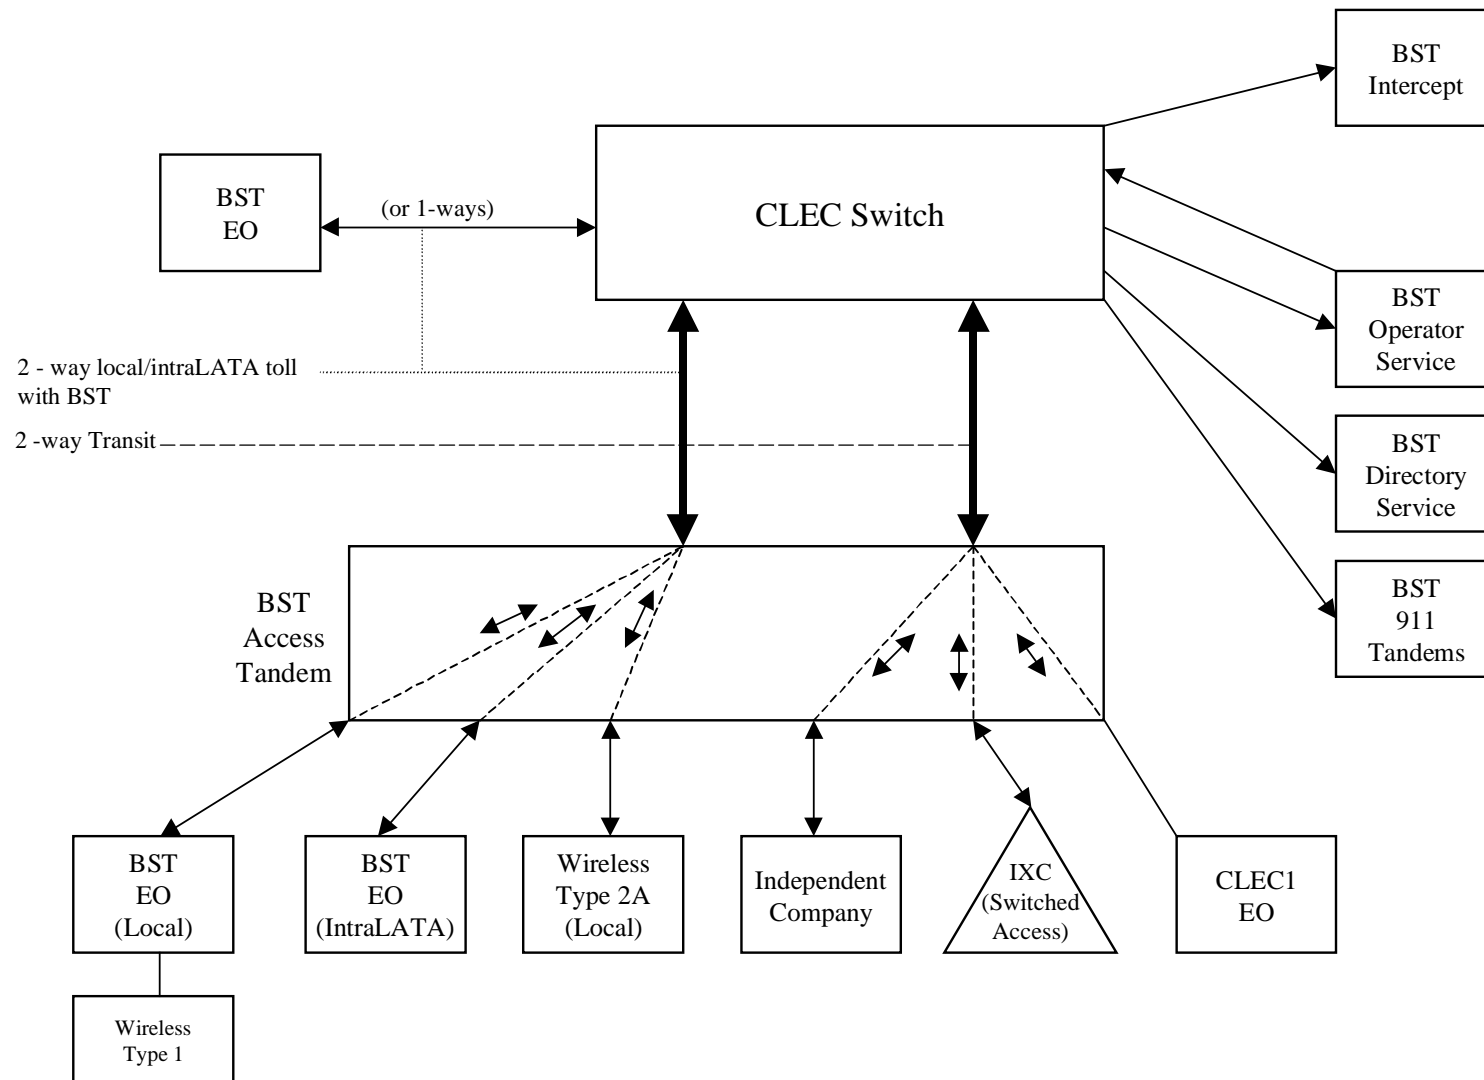 BST
Intercept
BST
EO
(or 1-ways)
CLEC Switch
BST
Operator
Service
2 - way local/intraLATA toll
with BST
2 -way Transit
BST
Directory
Service
BST
911
Tandems
BST
Access
Tandem
BST
EO
(Local)
BST
EO
(IntraLATA)
Wireless
Type 2A
(Local)
Independent
Company
IXC
(Switched
Access)
CLEC1
EO
Wireless
Type 1